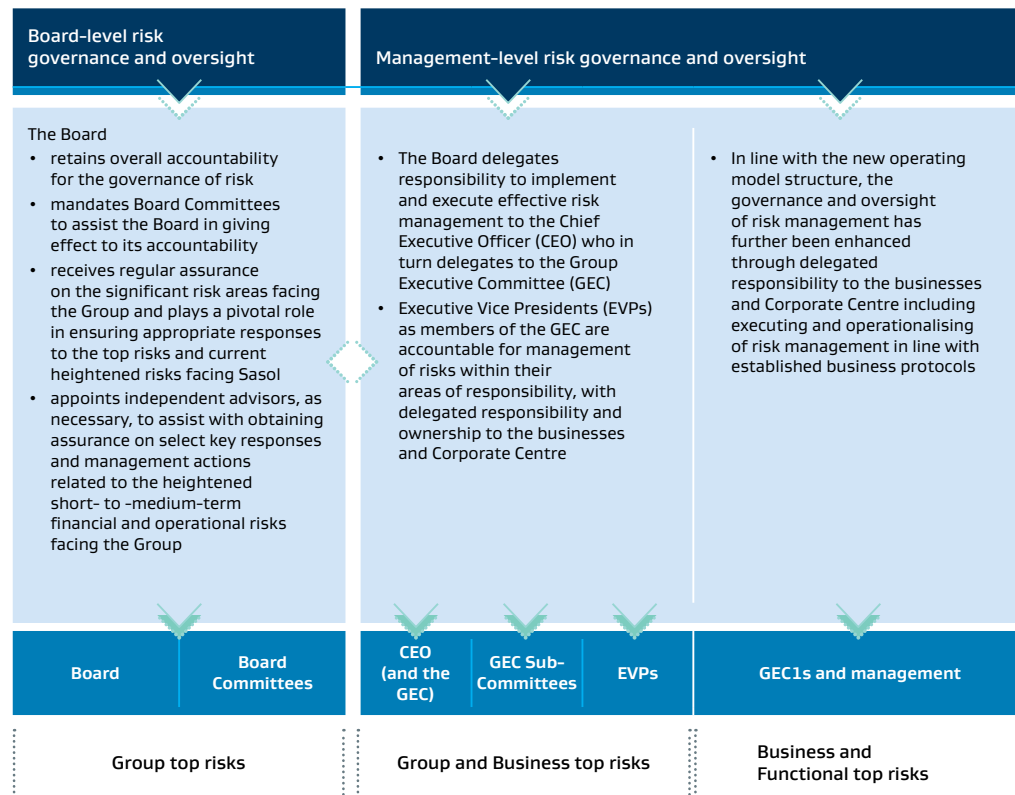 Board-level risk
governance and oversight
Management-level risk governance and oversight
The Board
• retains overall accountability
for the governance of risk
• mandates Board Committees
to assist the Board in giving
effect to its accountability
• receives regular assurance
on the significant risk areas facing
the Group and plays a pivotal role
in ensuring appropriate responses
to the top risks and current
heightened risks facing Sasol
• appoints independent advisors, as
necessary, to assist with obtaining
assurance on select key responses
and management actions
related to the heightened
short- to -medium-term
financial and operational risks
facing the Group
• The Board delegates
responsibility to implement
and execute effective risk
management to the Chief
Executive Officer (CEO) who in
turn delegates to the Group
Executive Committee (GEC)
• Executive Vice Presidents (EVPs)
as members of the GEC are
accountable for management
of risks within their
areas of responsibility, with
delegated responsibility and
ownership to the businesses
and Corporate Centre
• In line with the new operating
model structure, the
governance and oversight
of risk management has
further been enhanced
through delegated
responsibility to the businesses
and Corporate Centre including
executing and operationalising
of risk management in line with
established business protocols
Board
Board
Committees
CEO
(and the
GEC)
GEC Sub-
Committees
EVPs
GEC1s and management
Group top risks
Group and Business top risks
Business and
Functional top risks